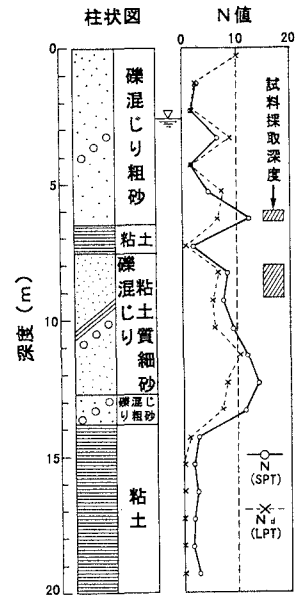 柱状図
N値
0
10
20
0
5
10
15
20
深度 (m)
礫混じり粗砂
粘土
礫混じり
粘土質細砂
礫混じ
り粗砂
粘土
試料採取深度
N
(SPT)
Nd
(LPT)